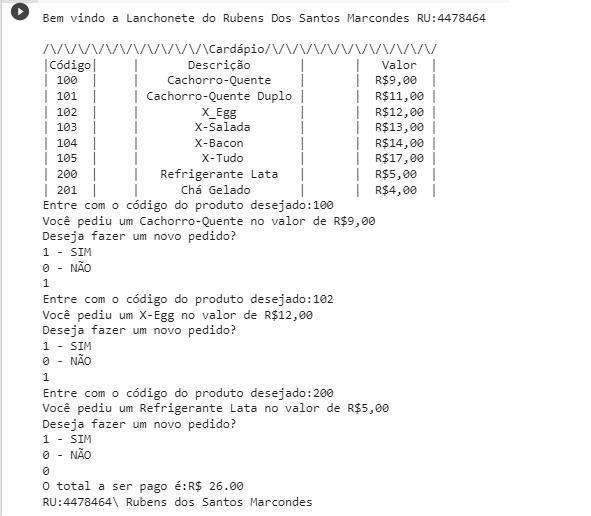 Bem vindo a Lanchonete do Rubens Dos Santos Marcondes RU:4478464
/\/\/\/\/\/\/\/\/\/\/\/\Cardápio/\/\/\/\/\/\/\/\/\/\/\/\/
|Código| | Descrição | | Valor |
| 100 | | Cachorro-Quente | | R$9,00 |
| 101 | | Cachorro-Quente Duplo | | R$11,00 |
| 102 | | X_Egg | | R$12,00 |
| 103 | | X-Salada | | R$13,00 |
| 104 | | X-Bacon | | R$14,00 |
| 105 | | X-Tudo | | R$17,00 |
| 200 | | Refrigerante Lata | | R$5,00 |
| 201 | | Chá Gelado | | R$4,00 |
Entre com o código do produto desejado:100
Você pediu um Cachorro-Quente no valor de R$9,00
Deseja fazer um novo pedido?
1 - SIM
0 - NÃO
1
Entre com o código do produto desejado:102
Você pediu um X-Egg no valor de R$12,00
Deseja fazer um novo pedido?
1 - SIM
0 - NÃO
1
Entre com o código do produto desejado:200
Você pediu um Refrigerante Lata no valor de R$5,00
Deseja fazer um novo pedido?
1 - SIM
0 - NÃO
0
O total a ser pago é:R$ 26.00
RU:4478464\ Rubens dos Santos Marcondes